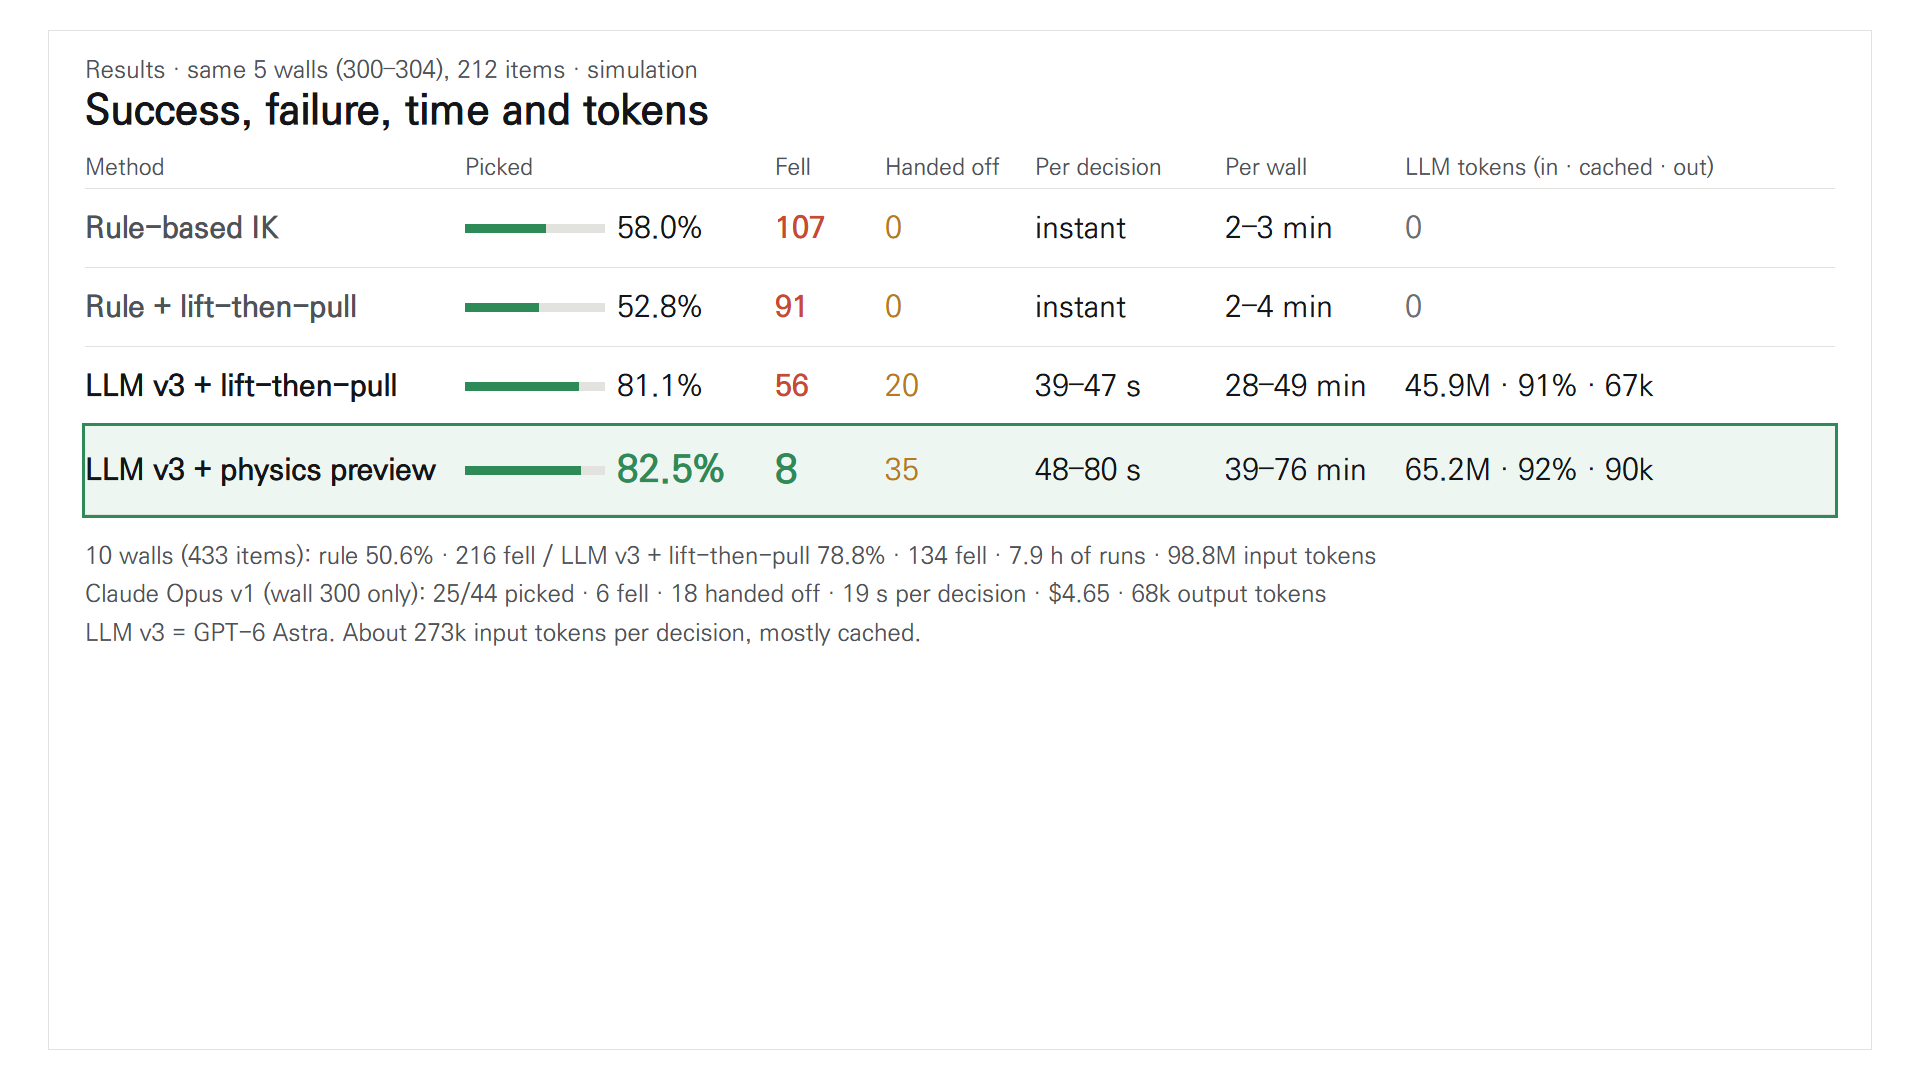 Results · same 5 walls (300–304), 212 items · simulation
Success, failure, time and tokens
Method Picked Fell Handed off Per decision Per wall LLM tokens (in · cached · out)
Rule-based IK 58.0% 107 0 instant 2–3 min 0
Rule + lift-then-pull 52.8% 91 0 instant 2–4 min 0
LLM v3 + lift-then-pull 81.1% 56 20 39–47 s 28–49 min 45.9M · 91% · 67k
LLM v3 + physics preview 82.5% 8 35 48–80 s 39–76 min 65.2M · 92% · 90k
10 walls (433 items): rule 50.6% · 216 fell / LLM v3 + lift-then-pull 78.8% · 134 fell · 7.9 h of runs · 98.8M input tokens
Claude Opus v1 (wall 300 only): 25/44 picked · 6 fell · 18 handed off · 19 s per decision · $4.65 · 68k output tokens
LLM v3 = GPT-6 Astra. About 273k input tokens per decision, mostly cached.